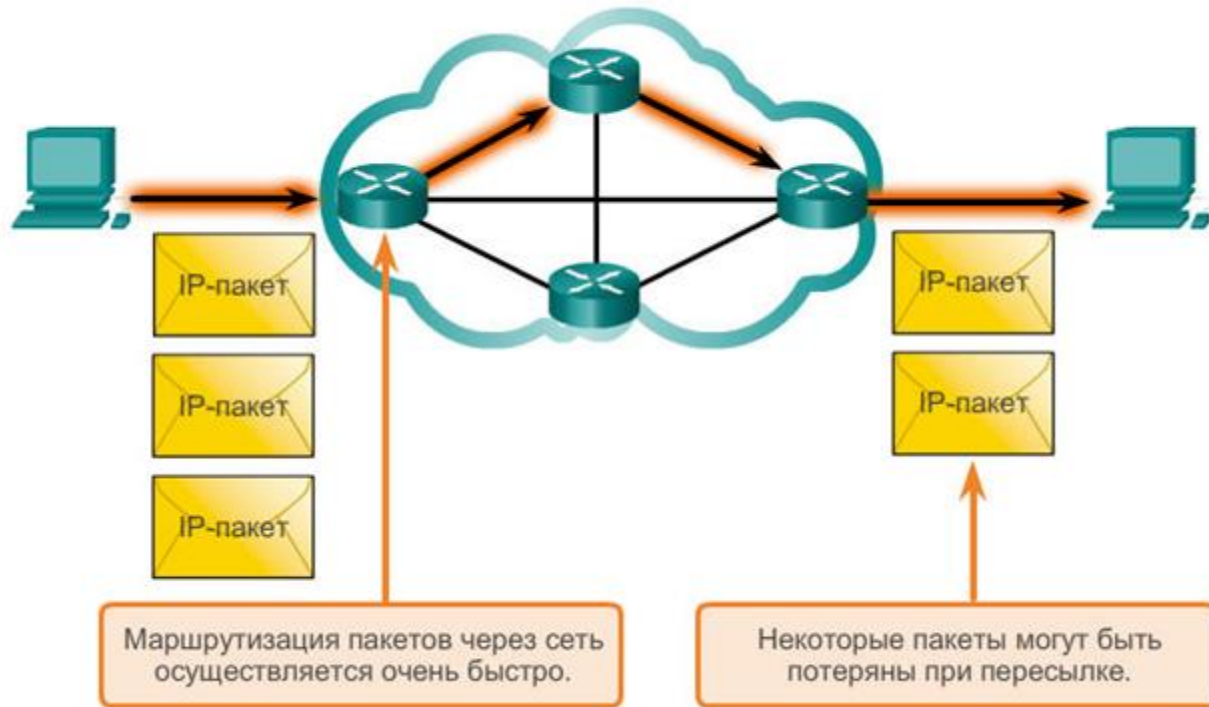 IP-пакет
IP-пакет
IP-пакет
IP-пакет
IP-пакет
Маршрутизация пакетов через сеть
осуществляется очень быстро.
Некоторые пакеты могут быть
потеряны при пересылке.